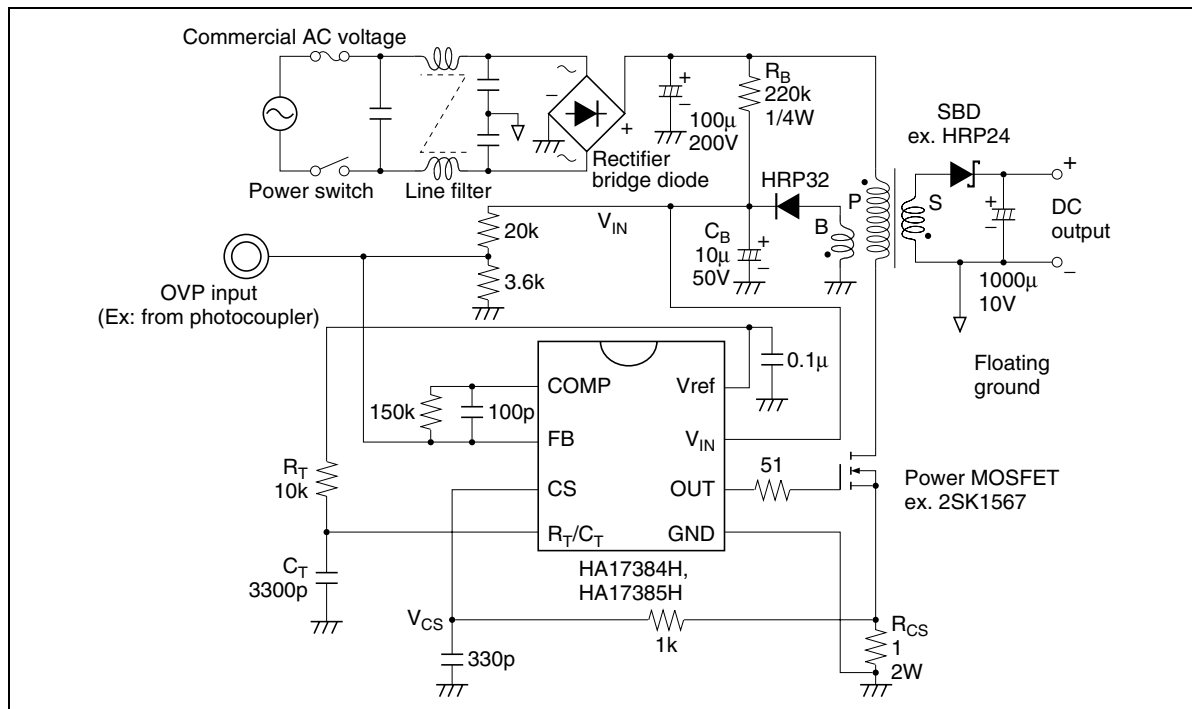 Commercial AC voltage
Power switch
Line filter
Rectifier
bridge diode
100μ
200V
R_B
220k
1/4W
SBD
ex. HRP24
HRP32
P
S
B
DC
output
1000μ
10V
Floating
ground
V_IN
C_B
10μ
50V
20k
3.6k
OVP input
(Ex: from photocoupler)
0.1μ
COMP
Vref
150k
100p
FB
V_IN
R_T
10k
CS
OUT
51
Power MOSFET
ex. 2SK1567
R_T/C_T
GND
C_T
3300p
HA17384H,
HA17385H
V_CS
1k
330p
R_CS
1
2W